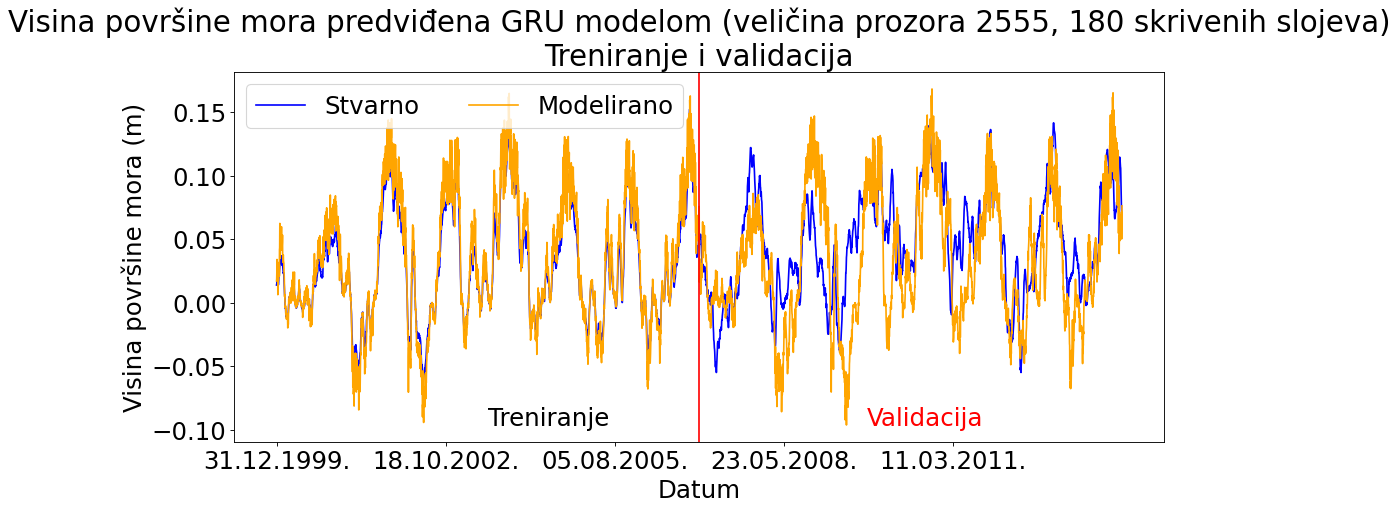 Visina površine mora predviđena GRU modelom (veličina prozora 2555, 180 skrivenih slojeva)
Treniranje i validacija
Stvarno Modelirano
Visina površine mora (m)
0.15
0.10
0.05
0.00
−0.05
−0.10
Treniranje Validacija
31.12.1999. 18.10.2002. 05.08.2005. 23.05.2008. 11.03.2011.
Datum